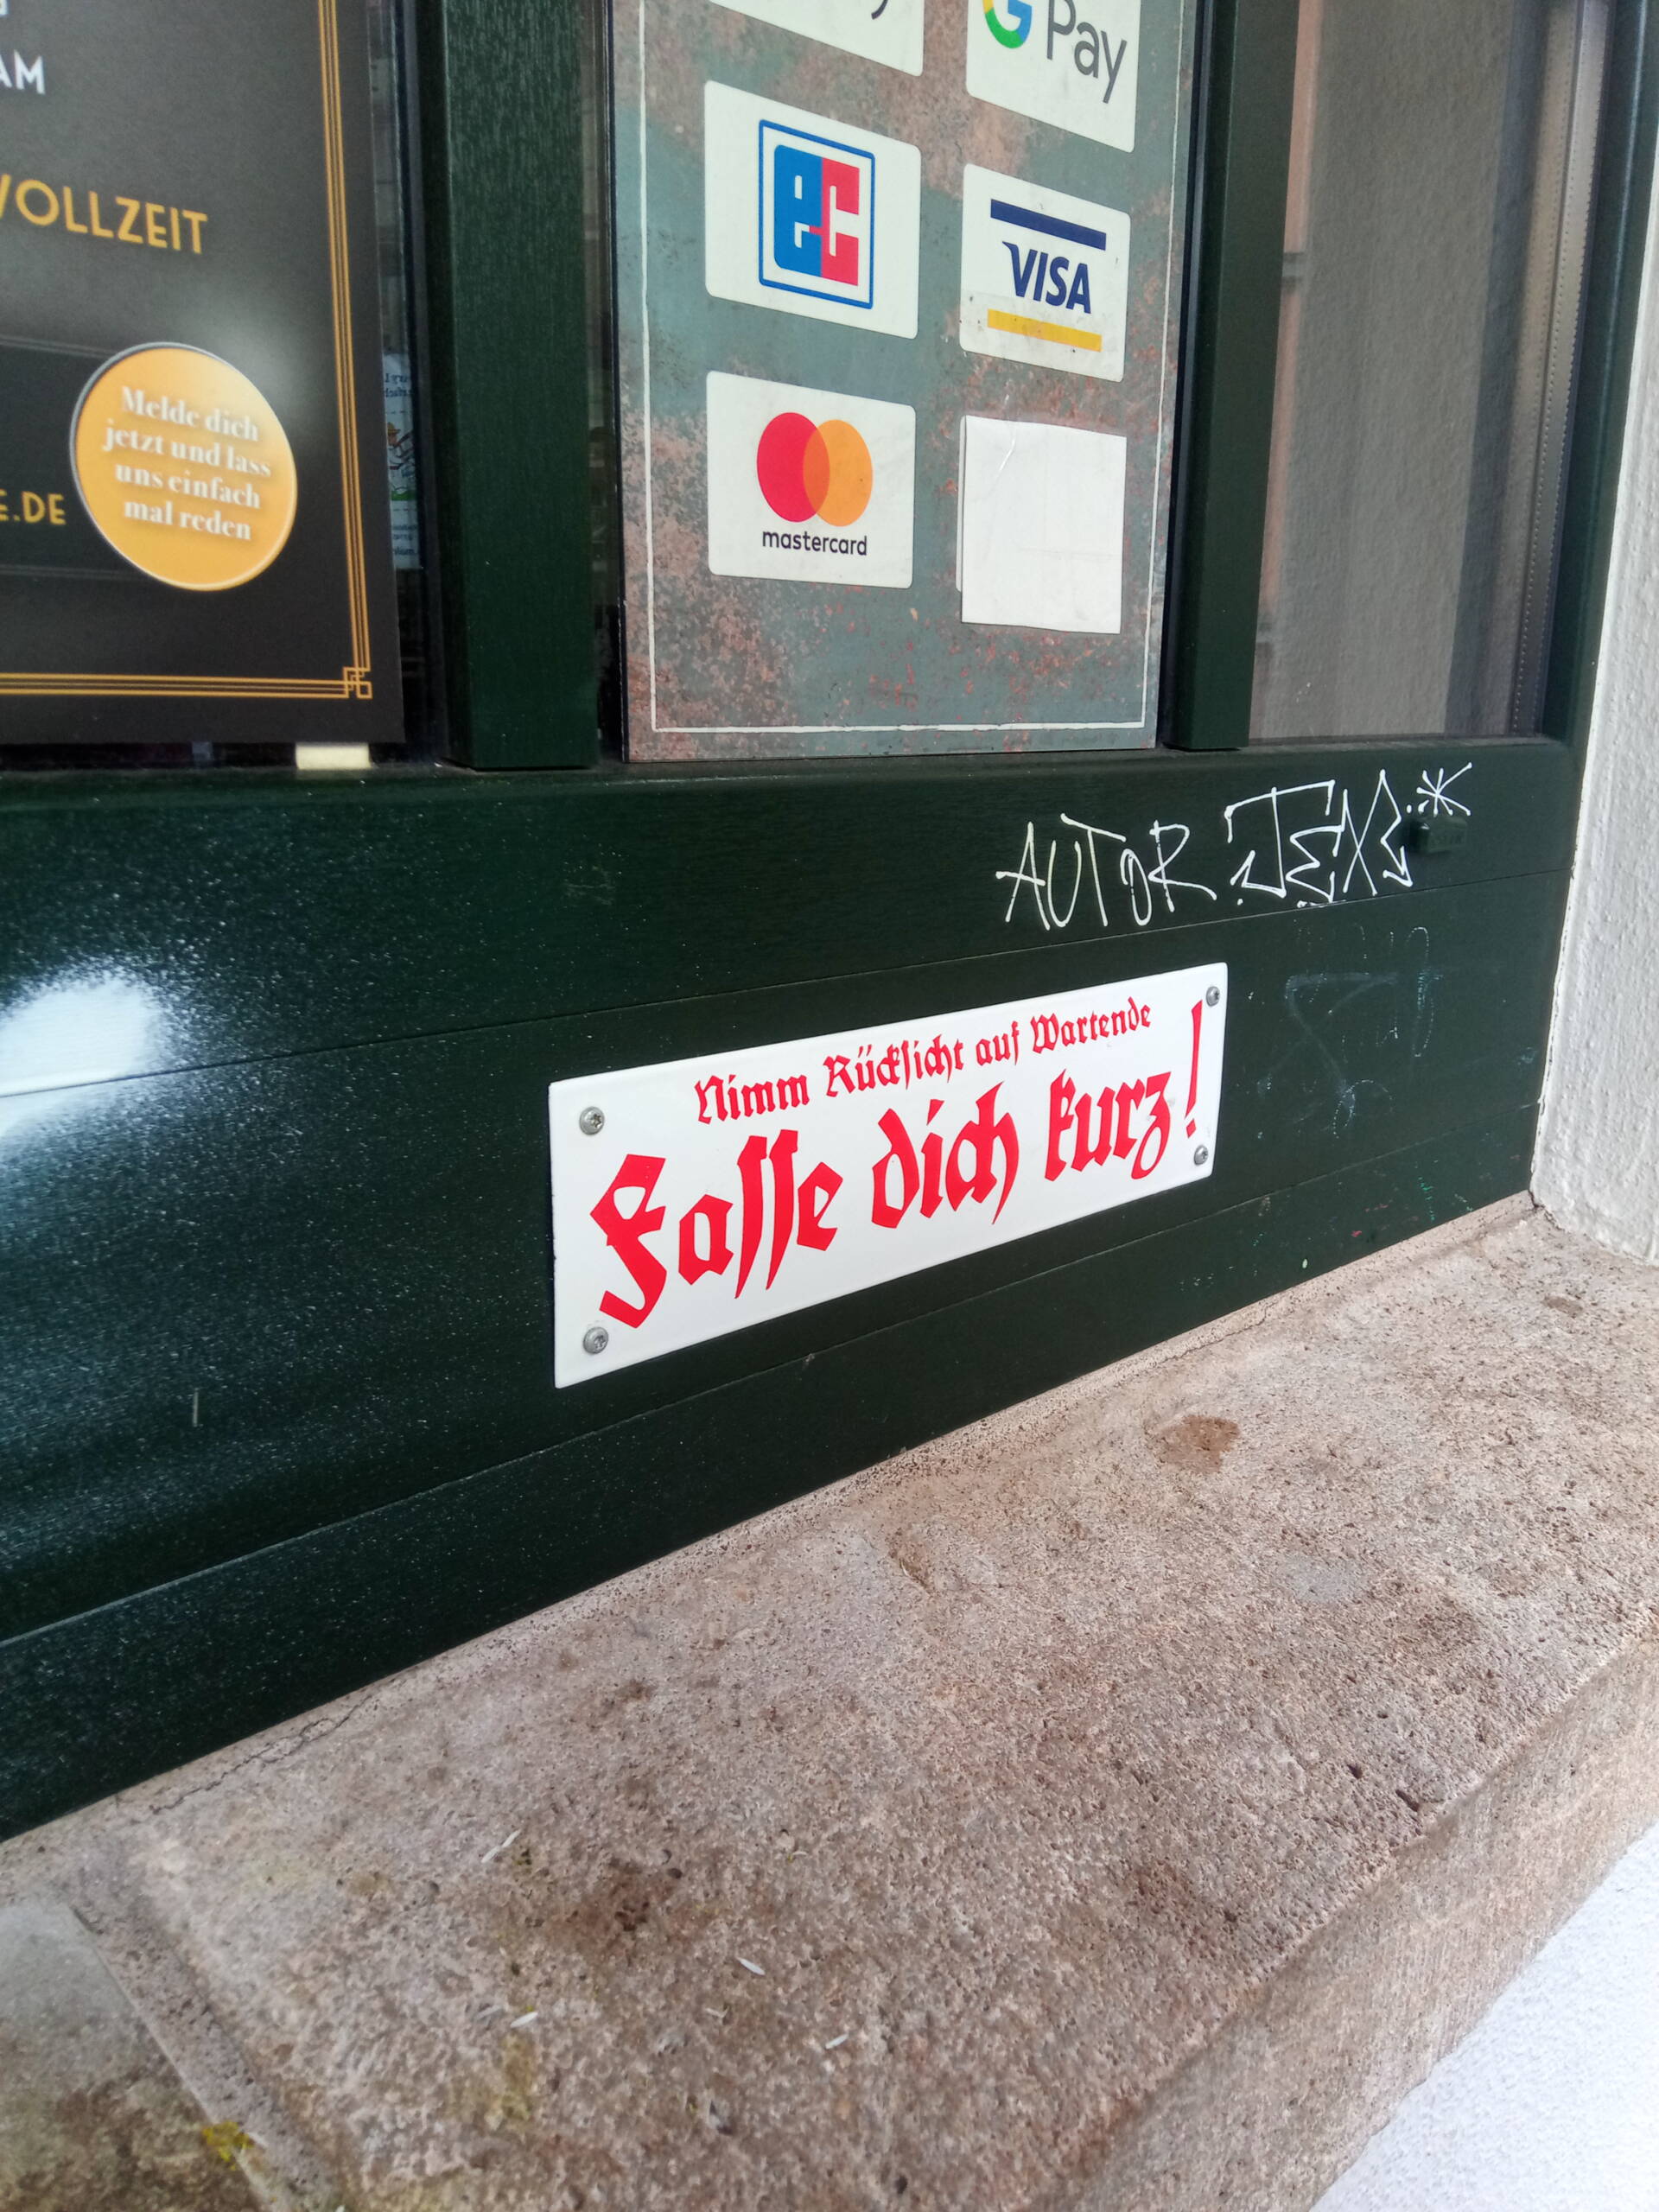 AM
VOLLZEIT
Melde dich
jetzt und lass
uns einfach
mal reden
E.DE
G Pay
ec
VISA
mastercard
AUTOR
Nimm Rücksicht auf Wartende
Fasse dich kurz!